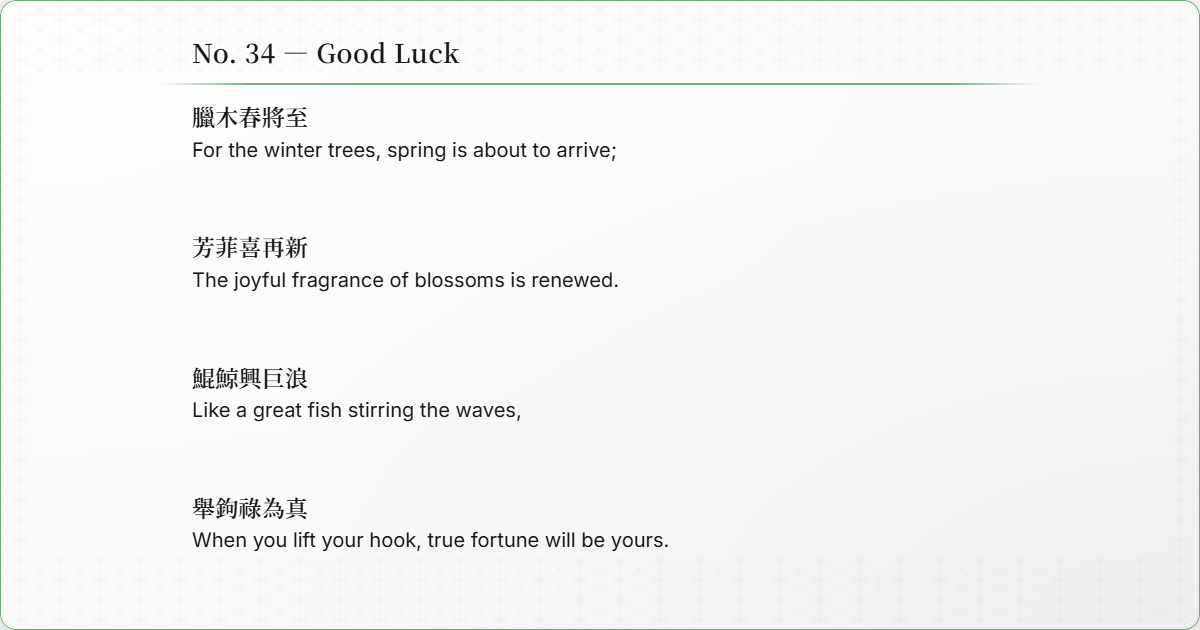 No. 34 — Good Luck
臘木春將至
For the winter trees, spring is about to arrive;
芳菲喜再新
The joyful fragrance of blossoms is renewed.
鯤鯨興巨浪
Like a great fish stirring the waves,
舉鉤祿為真
When you lift your hook, true fortune will be yours.